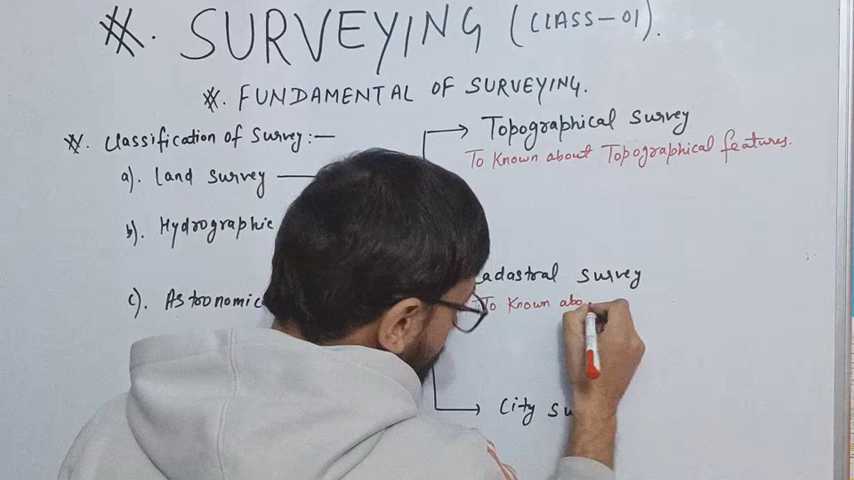 ※. SURVEYING (CLASS-01).
※. FUNDAMENTAL OF SURVEYING.
※. Classification of Survey:—
a). Land Survey
Topographical Survey
To Known about Topographical features.
b). Hydrographic
c). Astronomic
adastral Survey
To Known abo
City Su